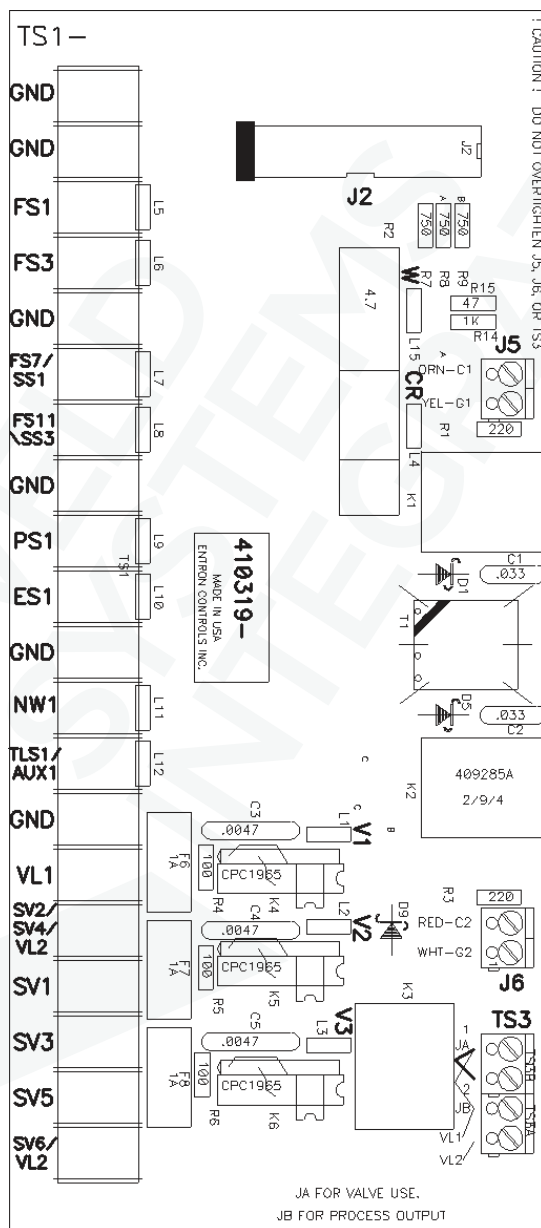 TS1-
! CAUTION ! DO NOT OVERTIGHTEN J5, J6, OR TS3
GND
GND
J2
J2
FS1
L5
R2
750
A
750
B
750
FS3
L6
W
R7
R8
R9
R15
47
1K
R14
4.7
GND
L15
J5
A
ORN-C1
YEL-G1
FS7/
SS1
L7
CR
R1
220
FS11
\SS3
L8
L4
K1
GND
PS1
L9
TS1
410319-
MADE IN USA
ENTRON CONTROLS INC.
C1
.033
D1
ES1
L10
T1
GND
NW1
L11
D5
.033
C2
TLS1/
AUX1
L12
C
K2
409285A
2/9/4
GND
C3
.0047
L1
V1
C
B
F6
1A
100
CPC1965
VL1
R4
K4
R3
220
SV2/
SV4/
VL2
C4
.0047
L2
V2
D9
RED-C2
WHT-G2
1
J6
F7
1A
100
CPC1965
SV1
R5
K5
K3
V3
TS3
SV3
C5
.0047
L3
1
JA
TS3B
F8
1A
100
CPC1965
2
JB
TS3A
SV5
R6
K6
VL1
VL2
SV6/
VL2
JA FOR VALVE USE.
JB FOR PROCESS OUTPUT
SYSTEMS